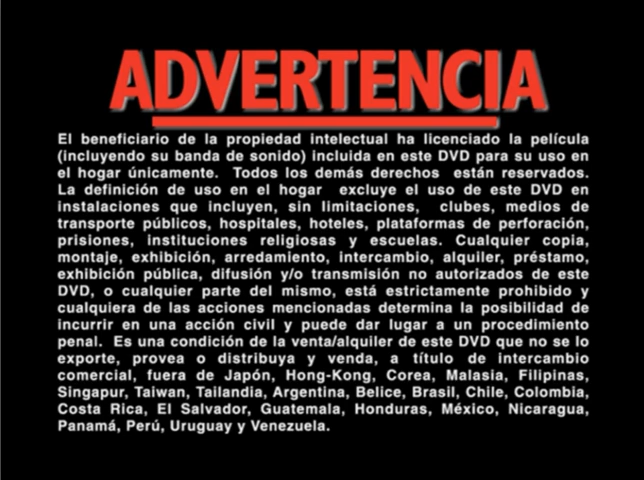 ADVERTENCIA
El beneficiario de la propiedad intelectual ha licenciado la película
(incluyendo su banda de sonido) incluida en este DVD para su uso en
el hogar únicamente. Todos los demás derechos están reservados.
La definición de uso en el hogar excluye el uso de este DVD en
instalaciones que incluyen, sin limitaciones, clubes, medios de
transporte públicos, hospitales, hoteles, plataformas de perforación,
prisiones, instituciones religiosas y escuelas. Cualquier copia,
montaje, exhibición, arredamiento, intercambio, alquiler, préstamo,
exhibición pública, difusión y/o transmisión no autorizados de este
DVD, o cualquier parte del mismo, está estrictamente prohibido y
cualquiera de las acciones mencionadas determina la posibilidad de
incurrir en una acción civil y puede dar lugar a un procedimiento
penal. Es una condición de la venta/alquiler de este DVD que no se lo
exporte, provea o distribuya y venda, a título de intercambio
comercial, fuera de Japón, Hong-Kong, Corea, Malasia, Filipinas,
Singapur, Taiwan, Tailandia, Argentina, Belice, Brasil, Chile, Colombia,
Costa Rica, El Salvador, Guatemala, Honduras, México, Nicaragua,
Panamá, Perú, Uruguay y Venezuela.